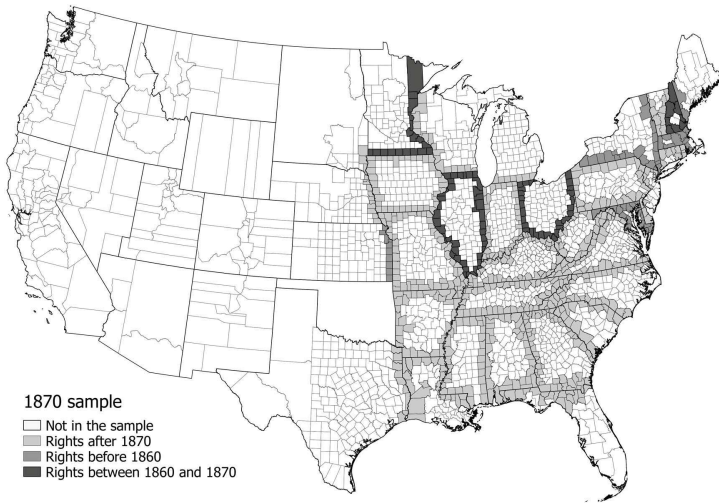 1870 sample
Not in the sample
Rights after 1870
Rights before 1860
Rights between 1860 and 1870